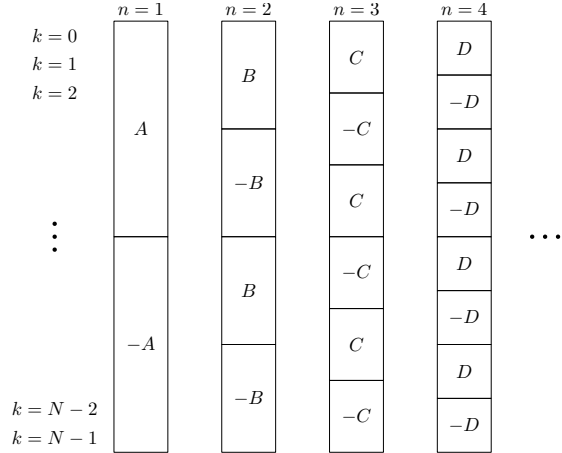 n = 1 n = 2 n = 3 n = 4
k = 0
k = 1
k = 2
⋮
k = N − 2
k = N − 1
A
−A
B
−B
B
−B
C
−C
C
−C
C
−C
D
−D
D
−D
D
−D
D
−D
⋯